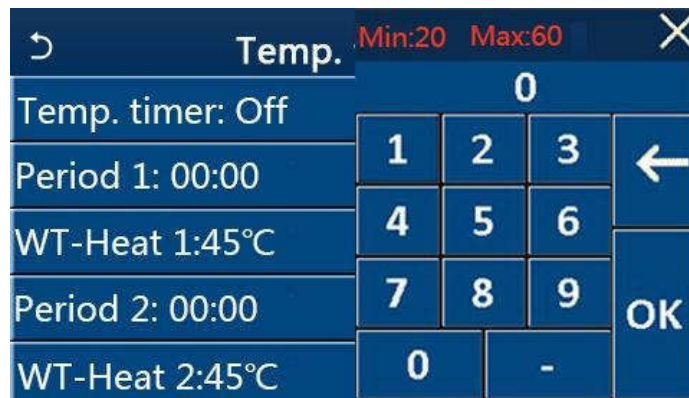 Temp.
Temp. timer: Off
Period 1: 00:00
WT-Heat 1:45℃
Period 2: 00:00
WT-Heat 2:45℃
Min:20 Max:60
0
1 2 3
4 5 6
7 8 9
OK
0 -